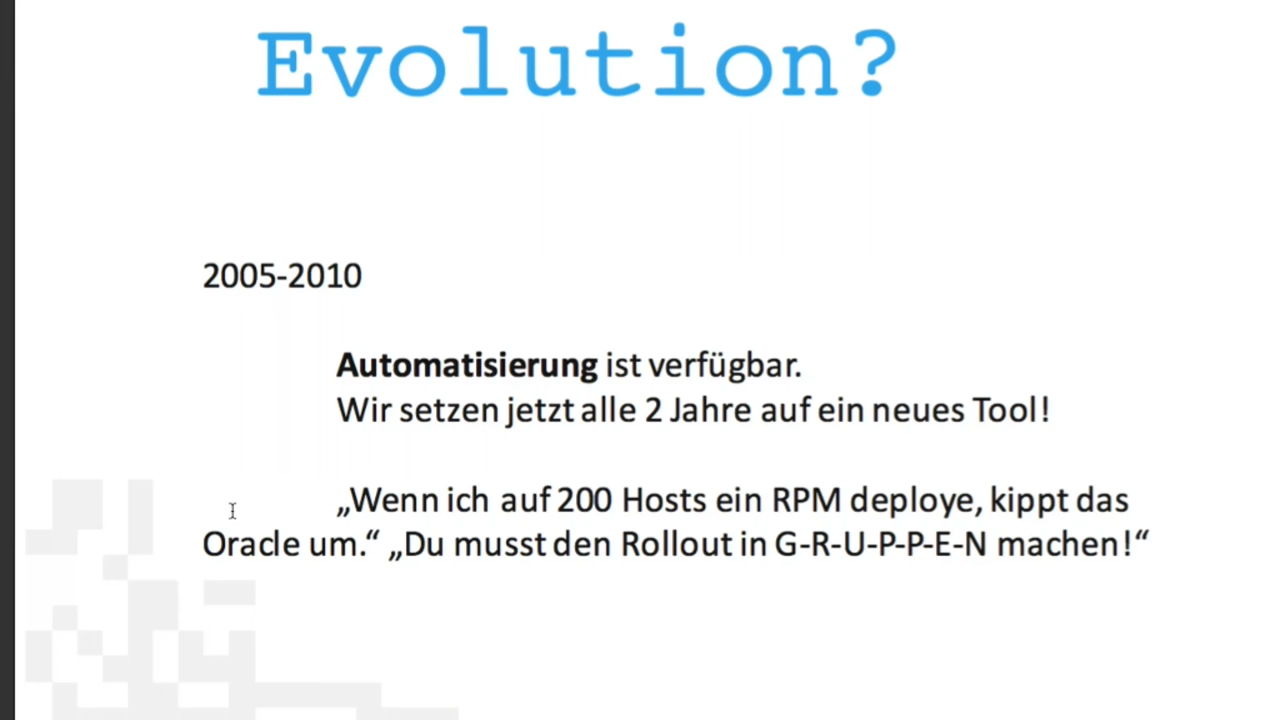 Evolution?
2005-2010
Automatisierung ist verfügbar.
Wir setzen jetzt alle 2 Jahre auf ein neues Tool!
„Wenn ich auf 200 Hosts ein RPM deploye, kippt das
Oracle um.“ „Du musst den Rollout in G-R-U-P-P-E-N machen!“